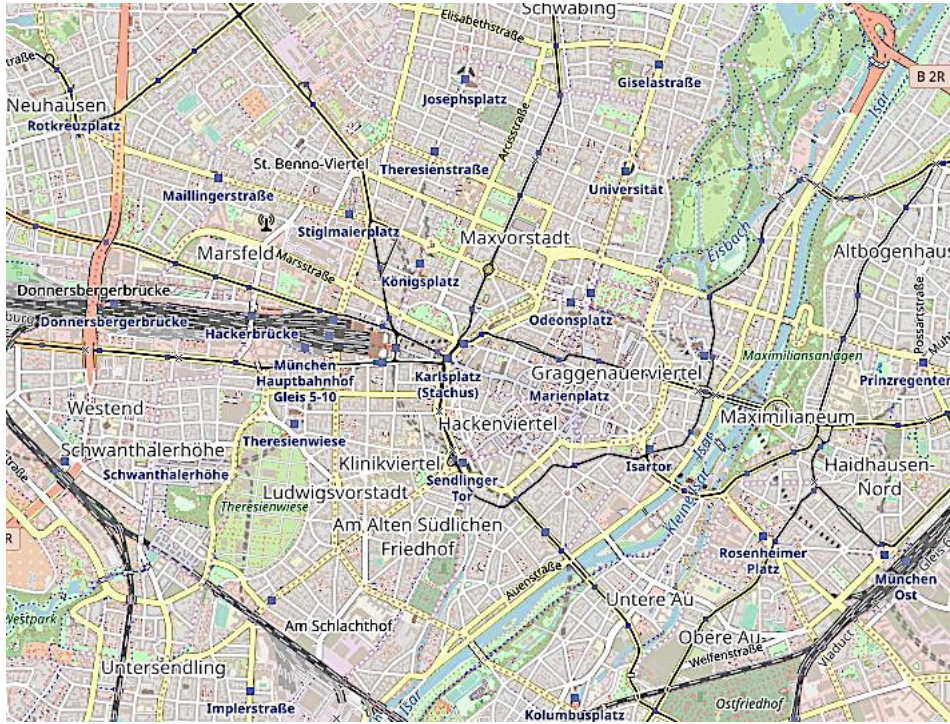 Schwabing
Elisabethstraße
B 2R
Isar
Giselastraße
Josephsplatz
Neuhausen
Rotkreuzplatz
Arcisstraße
St. Benno-Viertel
Theresienstraße
Maillingerstraße
Universität
Stiglmaierplatz
Maxvorstadt
Eisbach
Altbogenhaus
Marsfeld
Marsstraße
Königsplatz
Donnersbergerbrücke
Possartstraße
burg
Donnersbergerbrücke
Hackerbrücke
Odeonsplatz
Maximiliansanlagen
München
Hauptbahnhof
Gleis 5-10
Karlsplatz
(Stachus)
Graggenauerviertel
Marienplatz
Prinzregenten
Westend
Hackenviertel
Maximilianeum
Theresienwiese
Schwanthalerhöhe
Klinikviertel
Isar
Schwanthalerhöhe
Sendlinger
Tor
Isartor
Haidhausen-
Nord
Ludwigsvorstadt
Theresienwiese
Kleine Isar
Am Alten Südlichen
Friedhof
R
Rosenheimer
Platz
Auenstraße
München
Ost
Westpark
Untere Au
Am Schlachthof
Obere Au
Welfenstraße
Viaduct
Untersendling
Isar
Ostfriedhof
Implerstraße
Kolumbusplatz